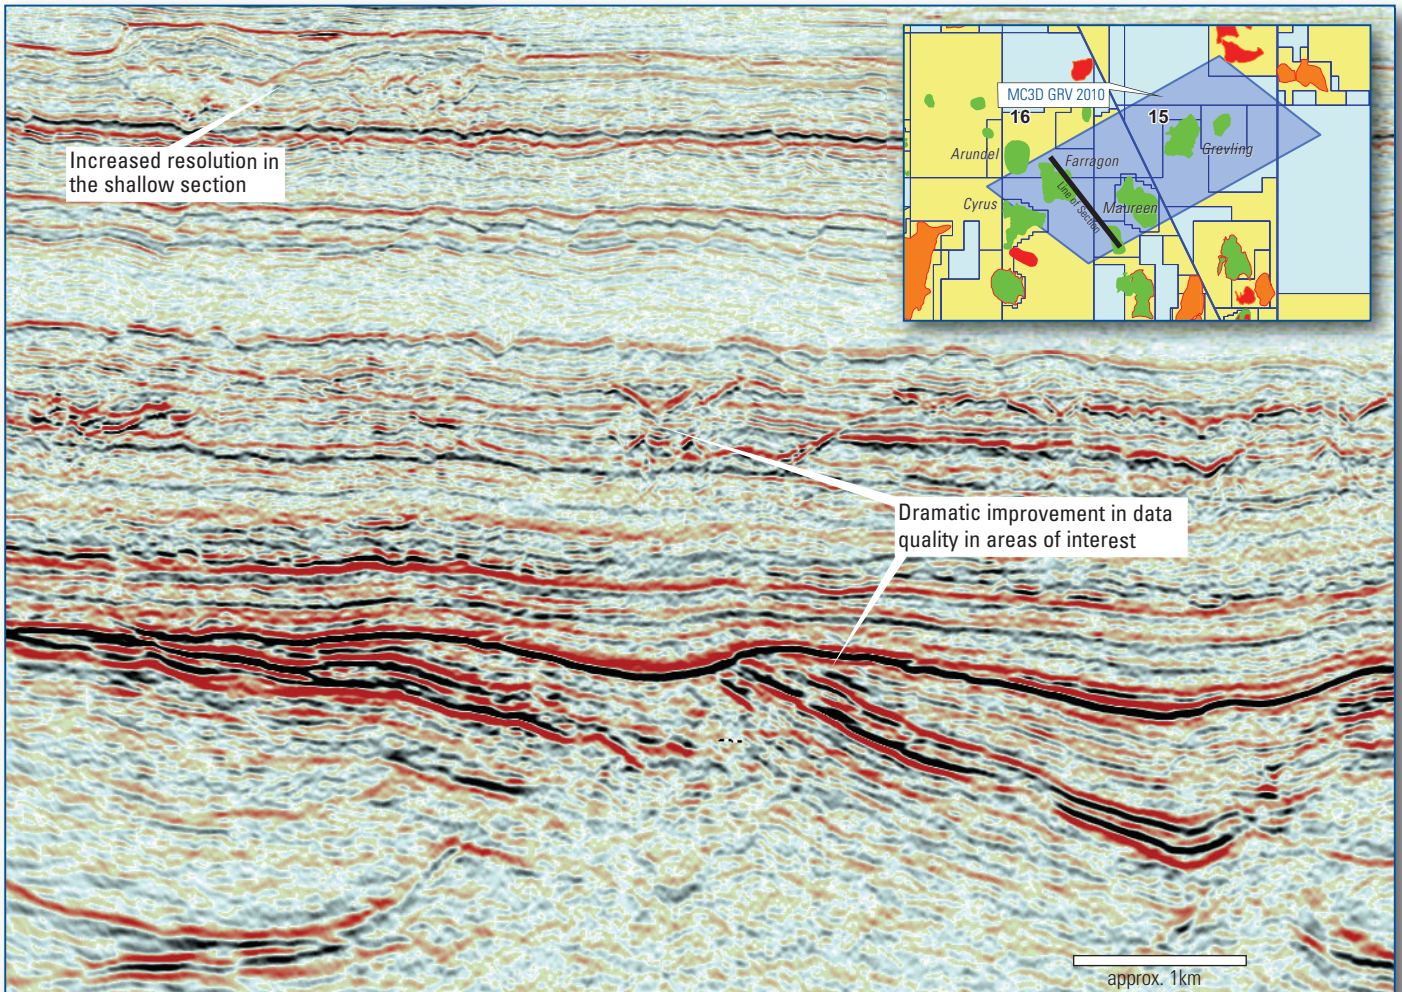 Increased resolution in
the shallow section
MC3D GRV 2010
16
15
Arundel
Farragon
Grevling
Cyrus
Line of Section
Maureen
Dramatic improvement in data
quality in areas of interest
approx. 1km